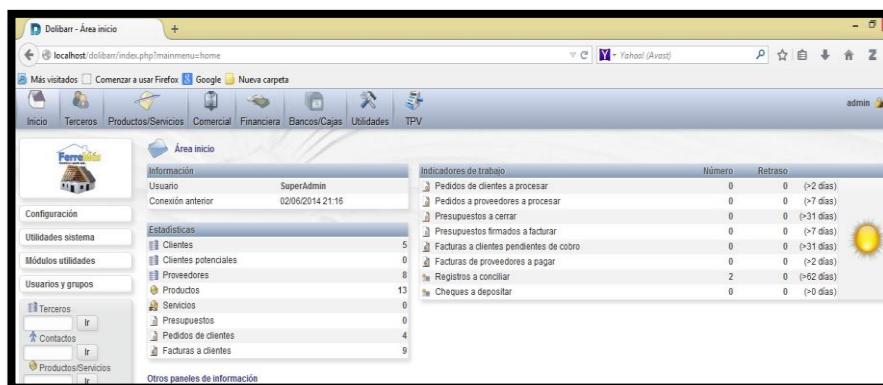 Dolibarr - Área inicio
+
localhost/dolibarr/index.php?mainmenu=home
Yahoo! (Avast)
Más visitados
Comenzar a usar Firefox
Google
Nueva carpeta
Inicio
Terceros
Productos/Servicios
Comercial
Financiera
Bancos/Cajas
Utilidades
TPV
admin
FerreMás
Configuración
Utilidades sistema
Módulos utilidades
Usuarios y grupos
Terceros
Ir
Contactos
Ir
Productos/Servicios
Ir
Área inicio
Información
Usuario SuperAdmin
Conexión anterior 02/06/2014 21:16
Estadísticas
Clientes 5
Clientes potenciales 0
Proveedores 8
Productos 13
Servicios 0
Presupuestos 0
Pedidos de clientes 4
Facturas a clientes 9
Otros paneles de información
Indicadores de trabajo Número Retraso
Pedidos de clientes a procesar 0 0 (>2 días)
Pedidos a proveedores a procesar 0 0 (>7 días)
Presupuestos a cerrar 0 0 (>31 días)
Presupuestos firmados a facturar 0 0 (>7 días)
Facturas a clientes pendientes de cobro 0 0 (>31 días)
Facturas de proveedores a pagar 0 0 (>2 días)
Registros a conciliar 2 0 (>62 días)
Cheques a depositar 0 0 (>0 días)